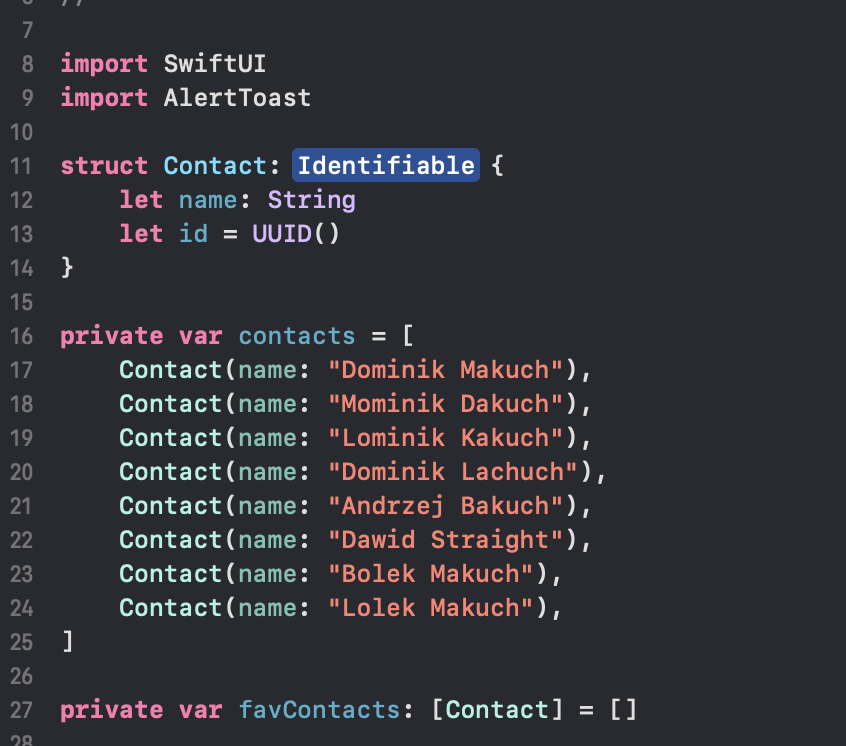 6 //
7
8 import SwiftUI
9 import AlertToast
10
11 struct Contact: Identifiable {
12     let name: String
13     let id = UUID()
14 }
15
16 private var contacts = [
17     Contact(name: "Dominik Makuch"),
18     Contact(name: "Mominik Dakuch"),
19     Contact(name: "Lominik Kakuch"),
20     Contact(name: "Dominik Lachuch"),
21     Contact(name: "Andrzej Bakuch"),
22     Contact(name: "Dawid Straight"),
23     Contact(name: "Bolek Makuch"),
24     Contact(name: "Lolek Makuch"),
25 ]
26
27 private var favContacts: [Contact] = []
28